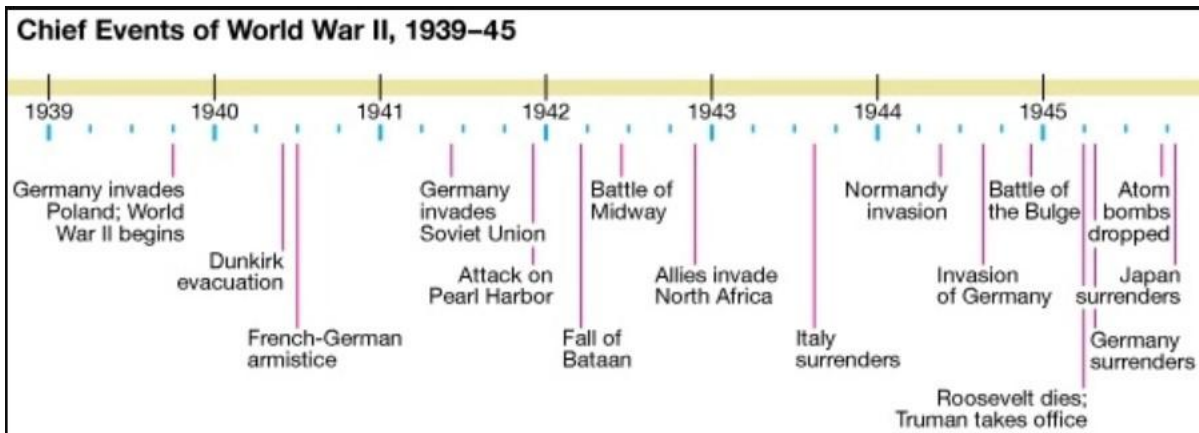 Chief Events of World War II, 1939–45
1939
1940
1941
1942
1943
1944
1945
Germany invades
Poland; World
War II begins
Dunkirk
evacuation
French-German
armistice
Germany
invades
Soviet Union
Attack on
Pearl Harbor
Fall of
Bataan
Battle of
Midway
Allies invade
North Africa
Italy
surrenders
Normandy
invasion
Invasion
of Germany
Battle of
the Bulge
Roosevelt dies;
Truman takes office
Germany
surrenders
Atom
bombs
dropped
Japan
surrenders